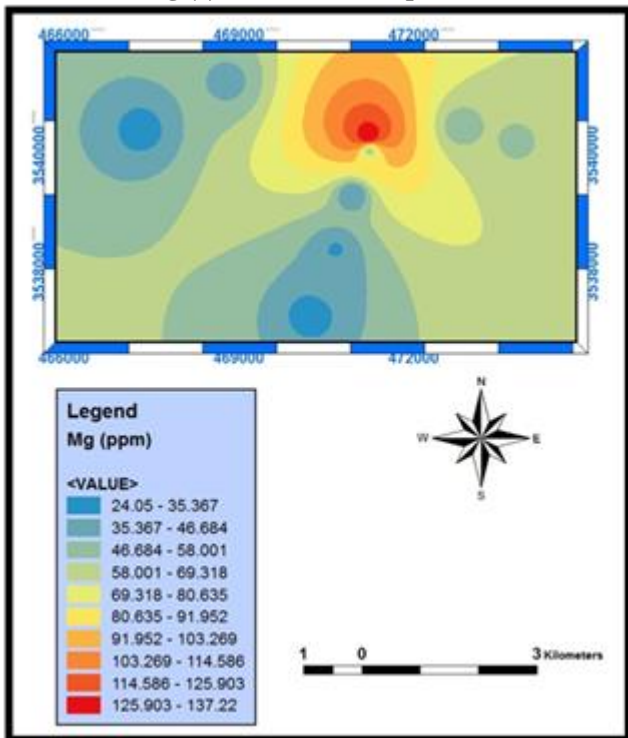 466000 469000 472000
3540000 3540000
3538000 3538000
466000 469000 472000
Legend
Mg (ppm)
<VALUE>
24.05 - 35.367
35.367 - 46.684
46.684 - 58.001
58.001 - 69.318
69.318 - 80.635
80.635 - 91.952
91.952 - 103.269
103.269 - 114.586
114.586 - 125.903
125.903 - 137.22
N
W E
S
1 0 3 Kilometers